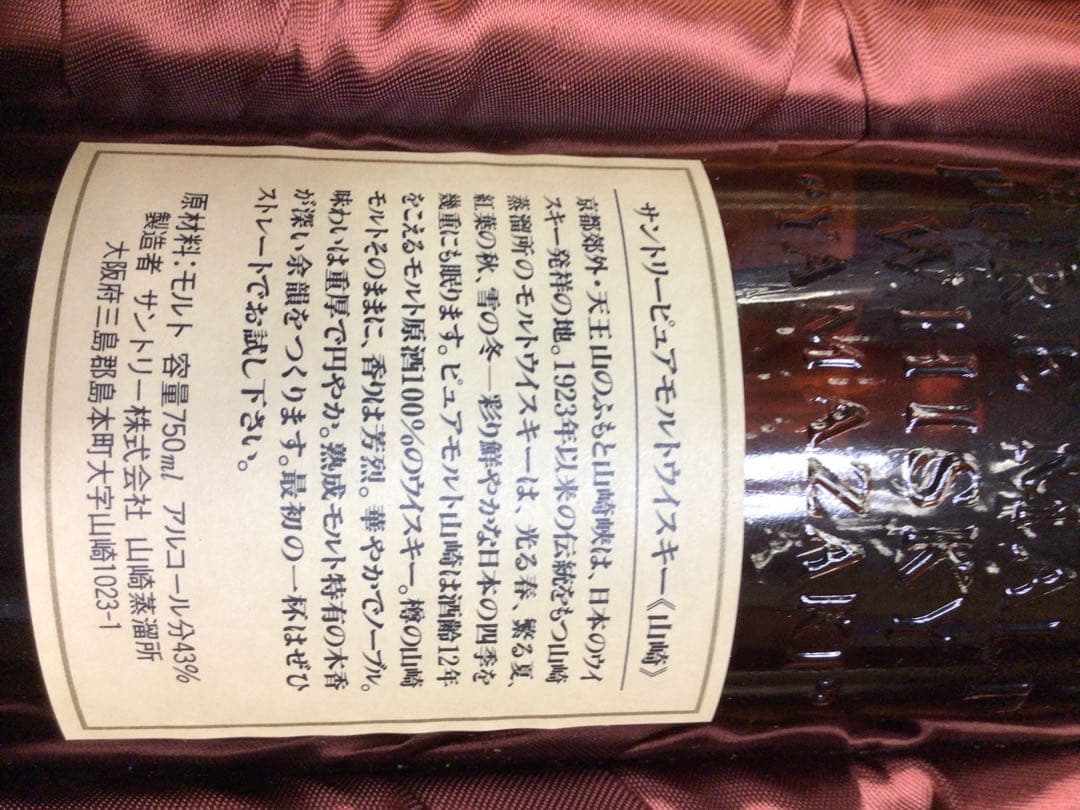 PURE MALT
WHISKY
"YAMAZAKI"
サントリーピュアモルトウイスキー《山崎》
京都郊外・天王山のふもと山崎峡は、日本のウイ
スキー発祥の地。1923年以来の伝統をもつ山崎
蒸溜所のモルトウイスキーは、光る春、繁る夏、
紅葉の秋、雪の冬—彩り鮮やかな日本の四季を
幾重にも眠ります。ピュアモルト山崎は酒齢12年
をこえるモルト原酒100%のウイスキー。樽の山崎
モルトそのままに、香りは芳烈。華やかでノーブル。
味わいは重厚で円やか。熟成モルト特有の木香
が深い余韻をつくります。最初の一杯はぜひ
ストレートでお試し下さい。
原材料・モルト 容量750ml アルコール分43%
製造者 サントリー株式会社 山崎蒸溜所
大阪府三島郡島本町大字山崎1023-1